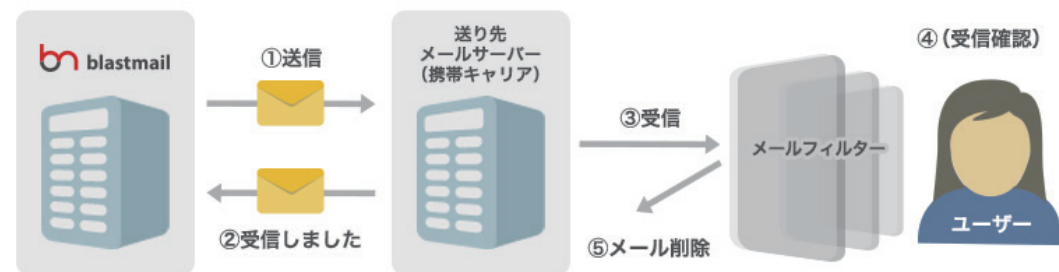 blastmail
①送信
②受信しました
送り先
メールサーバー
（携帯キャリア）
③受信
⑤メール削除
メールフィルター
④（受信確認）
ユーザー